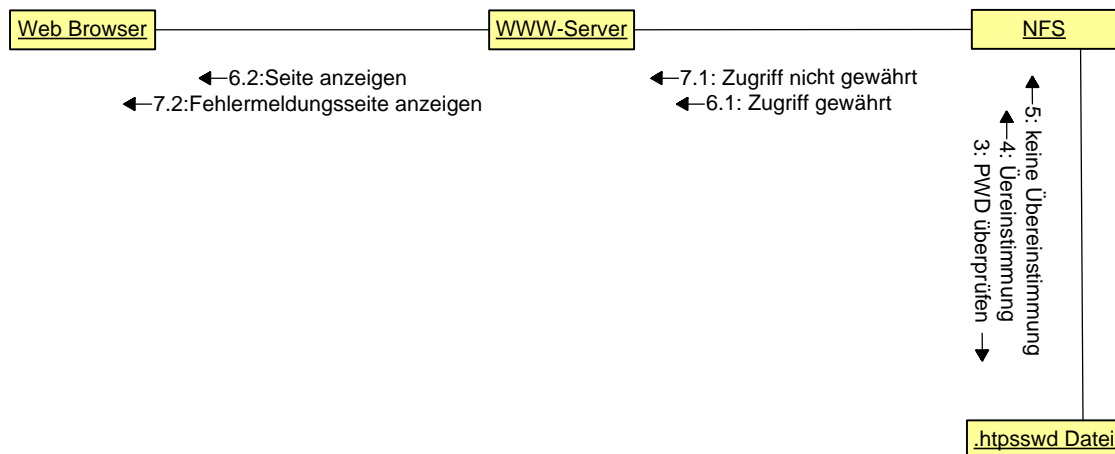 Web Browser
WWW-Server
NFS
6.2:Seite anzeigen
7.2:Fehlermeldungsseite anzeigen
7.1: Zugriff nicht gewährt
6.1: Zugriff gewährt
5: keine Übereinstimmung
4: Üereinstimmung
3: PWD überprüfen
.htpsswd Datei